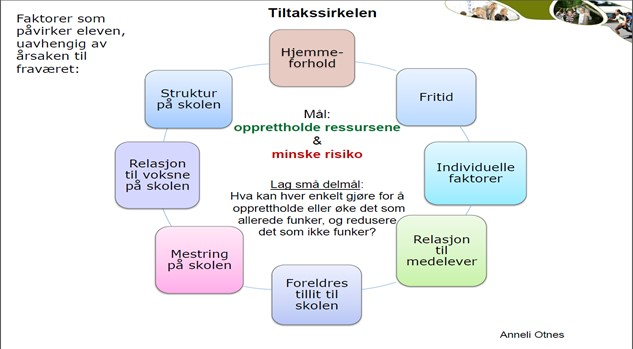 Tiltakssirkelen
Faktorer som
påvirker eleven,
uavhengig av
årsaken til
fraværet:
Hjemme-
forhold
Fritid
Individuelle
faktorer
Relasjon
til
medelever
Foreldres
tillit til
skolen
Mestring
på skolen
Relasjon
til voksne
på skolen
Struktur
på skolen
Mål:
opprettholde ressursene
&
minske risiko
Lag små delmål:
Hva kan hver enkelt gjøre for å
opprettholde eller øke det som
allerede funker, og redusere
det som ikke funker?
Anneli Otnes